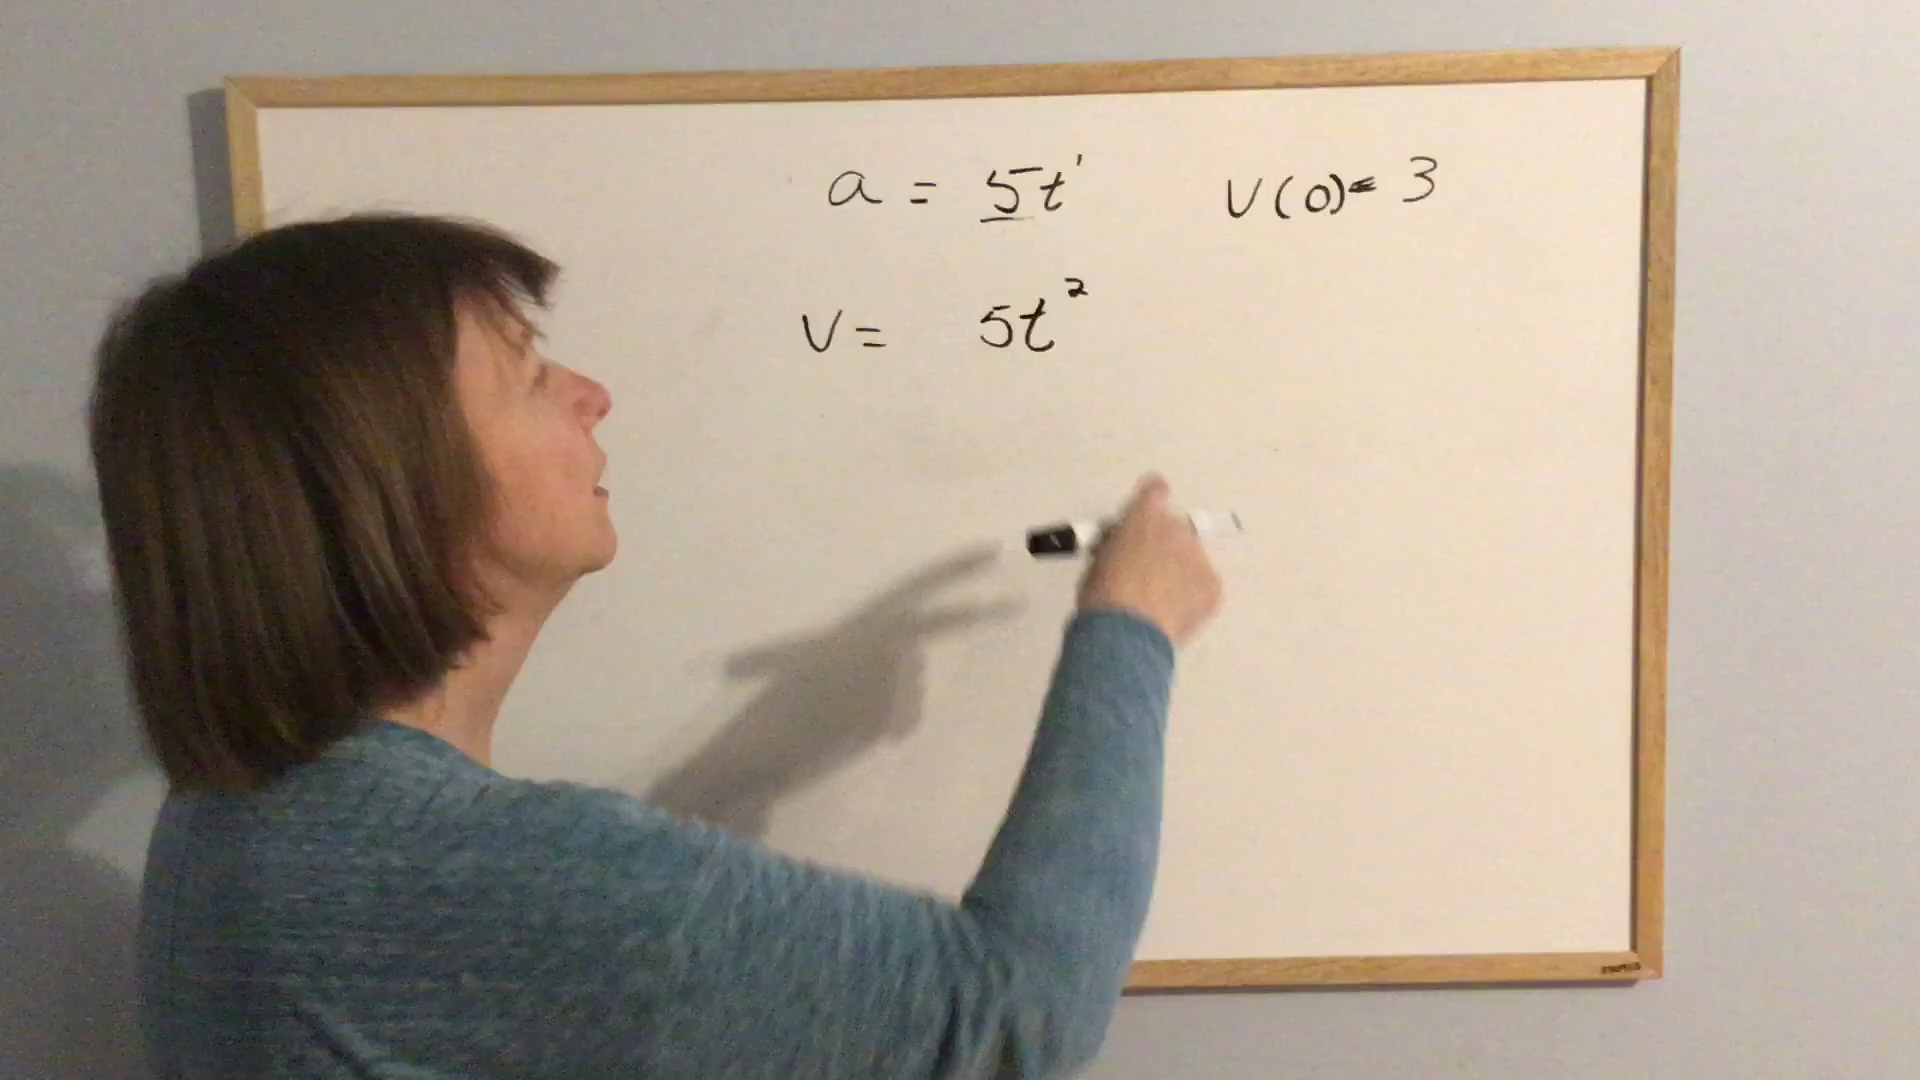 a = 5t' v(0) = 3
v = 5t²